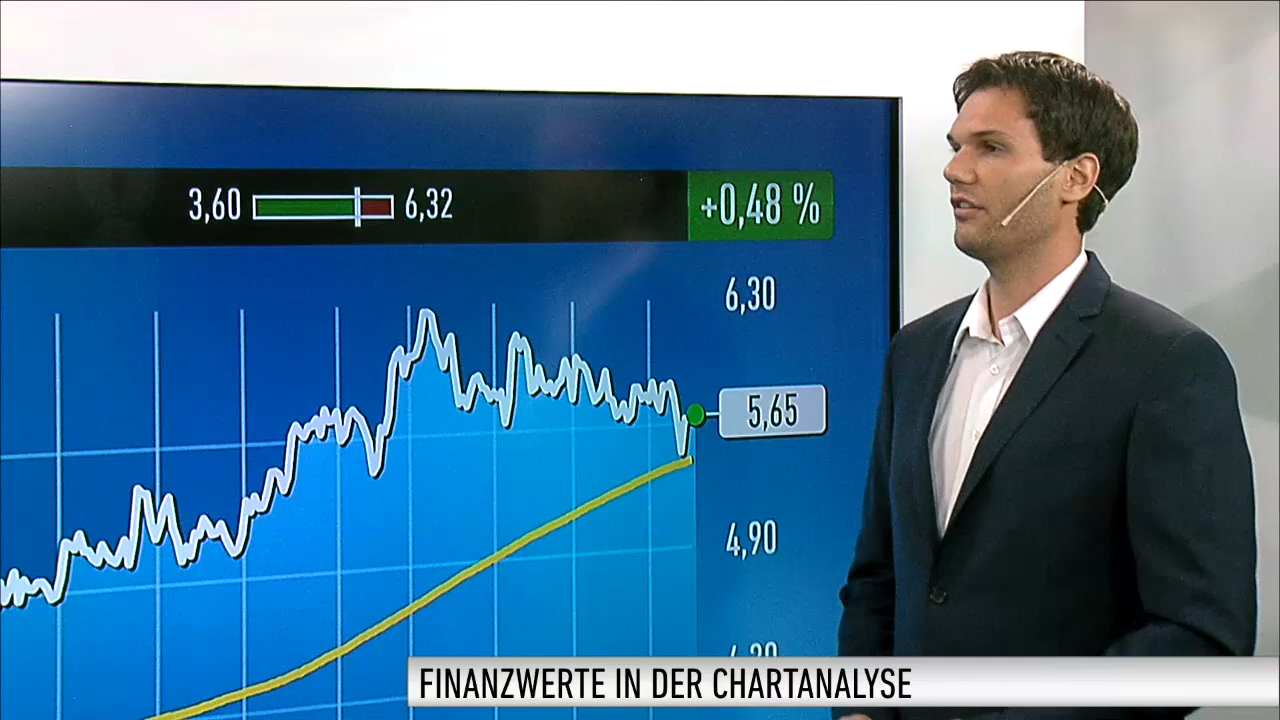 3,60 6,32 +0,48 %
6,30
5,65
4,90
FINANZWERTE IN DER CHARTANALYSE